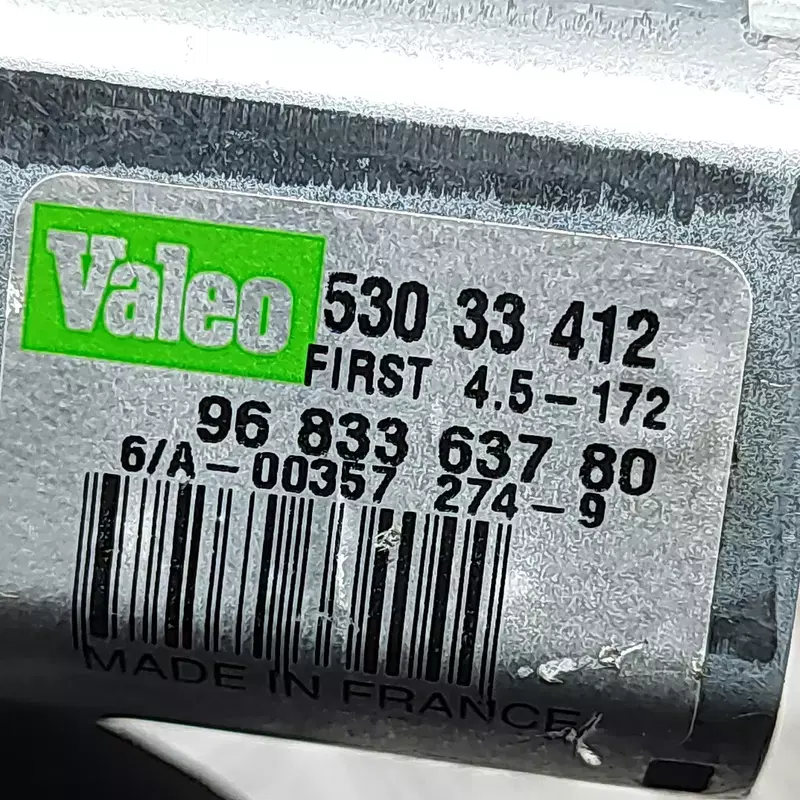 Valeo
530 33 412
FIRST 4.5-172
96 833 637 80
6/A-00357 274-9
MADE IN FRANCE